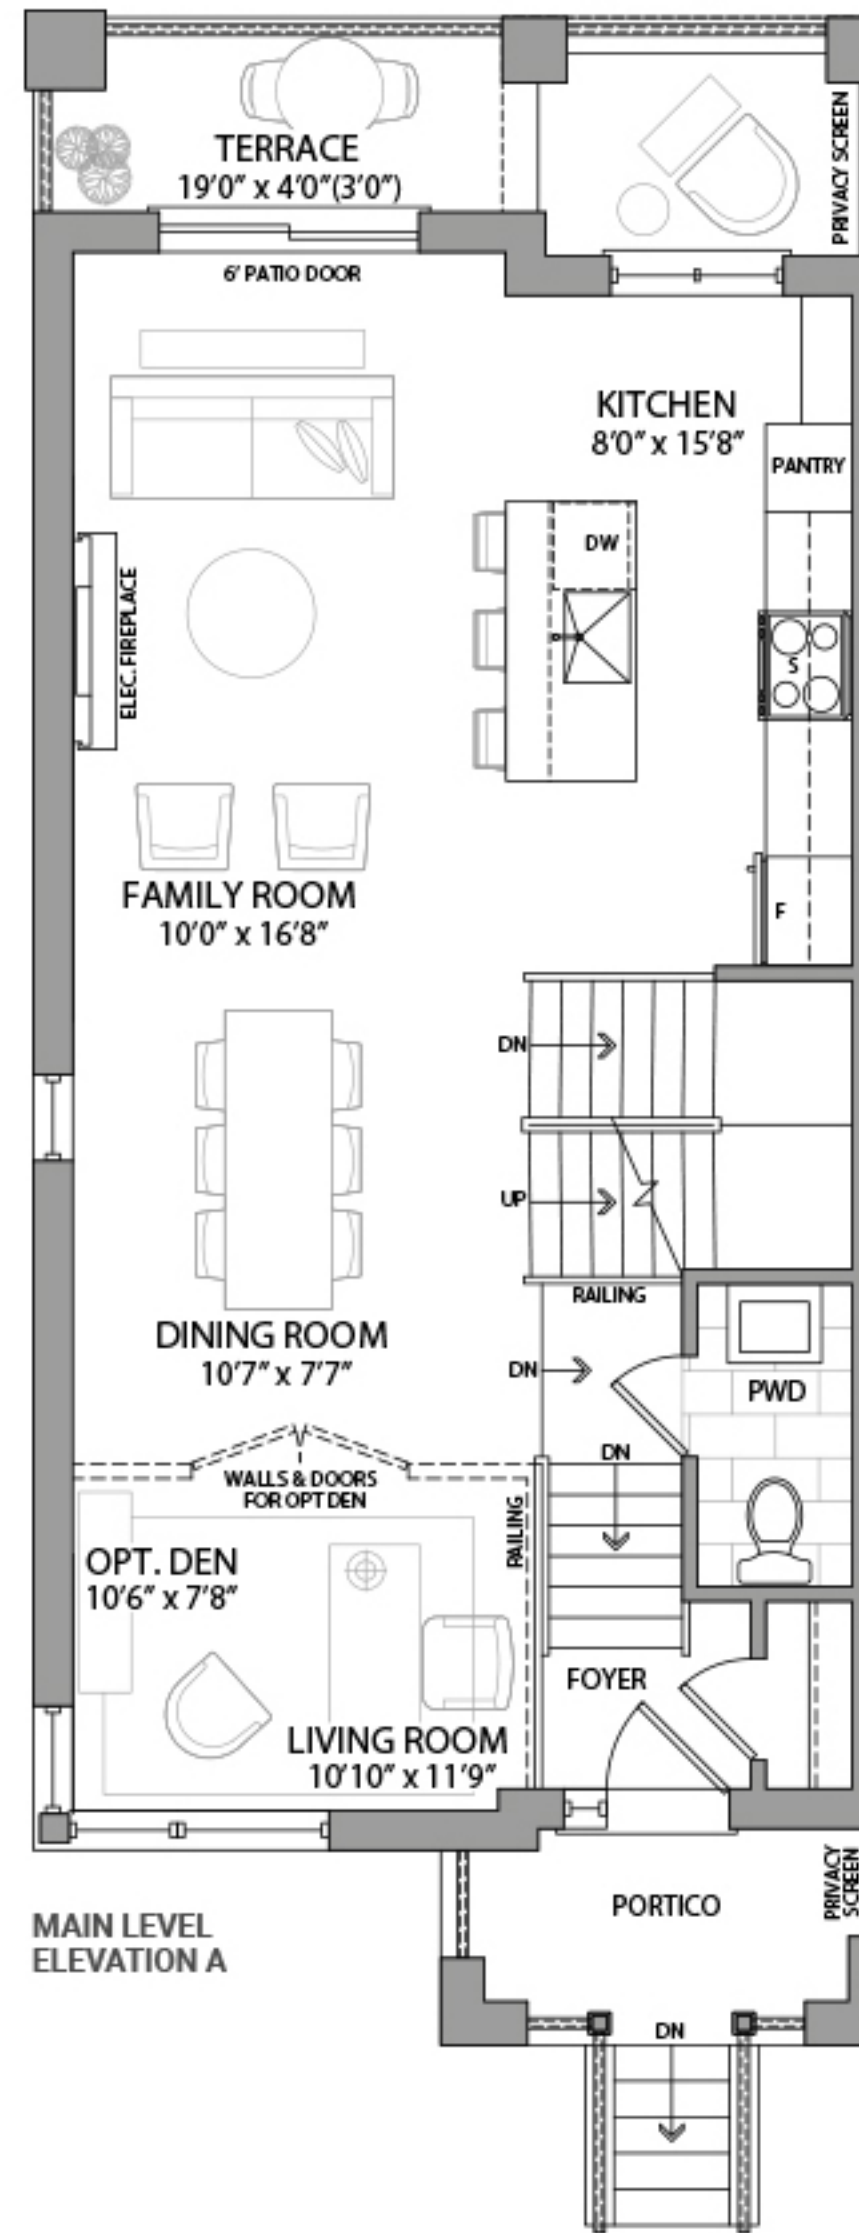 TERRACE
19'0" x 4'0"(3'0")
PRIVACY SCREEN
6' PATIO DOOR
KITCHEN
8'0" x 15'8"
PANTRY
DW
ELEC. FIREPLACE
S
FAMILY ROOM
10'0" x 16'8"
F
DN
UP
RAILING
DINING ROOM
10'7" x 7'7"
DN
PWD
DN
WALLS & DOORS
FOR OPT DEN
RAILING
OPT. DEN
10'6" x 7'8"
FOYER
LIVING ROOM
10'10" x 11'9"
PORTICO
PRIVACY
SCREEN
MAIN LEVEL
ELEVATION A
DN